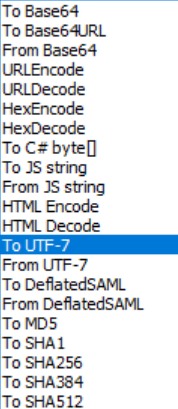 To Base64
To Base64URL
From Base64
URLEncode
URLDecode
HexEncode
HexDecode
To C# byte[]
To JS string
From JS string
HTML Encode
HTML Decode
To UTF-7
From UTF-7
To DeflatedSAML
From DeflatedSAML
To MD5
To SHA1
To SHA256
To SHA384
To SHA512